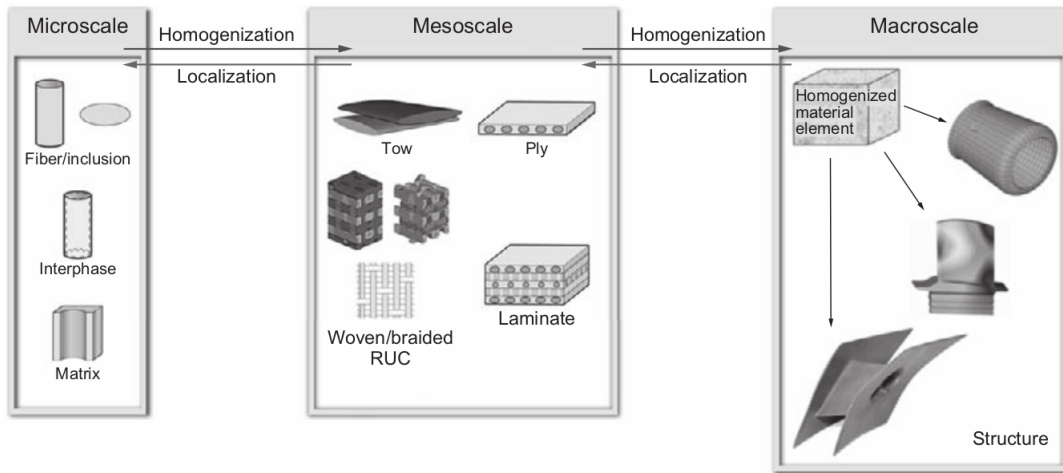 Microscale
Homogenization
Localization
Mesoscale
Homogenization
Localization
Macroscale
Fiber/inclusion
Interphase
Matrix
Tow
Ply
Woven/braided
RUC
Laminate
Homogenized
material
element
Structure